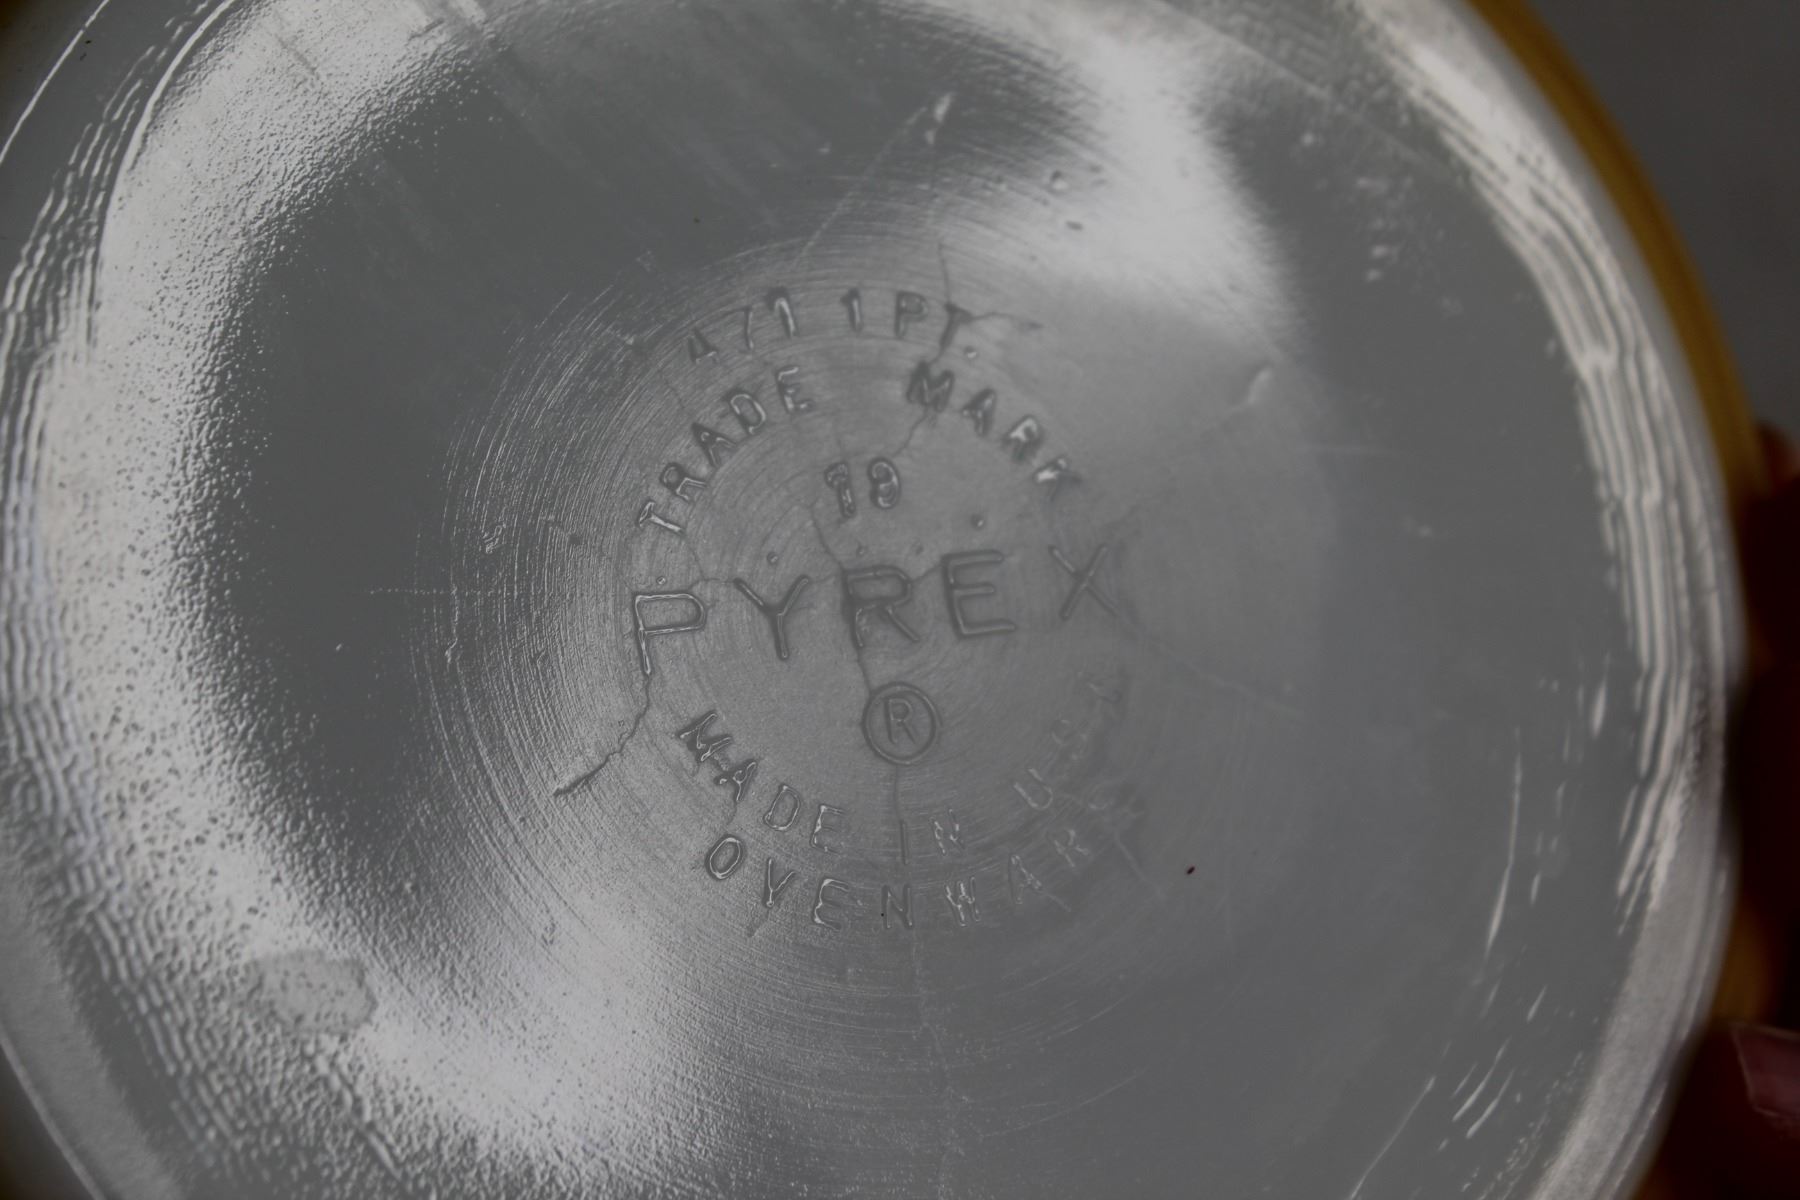 471 1PT.
TRADE MARK
19
PYREX
®
MADE IN U.S.A.
OVENWARE